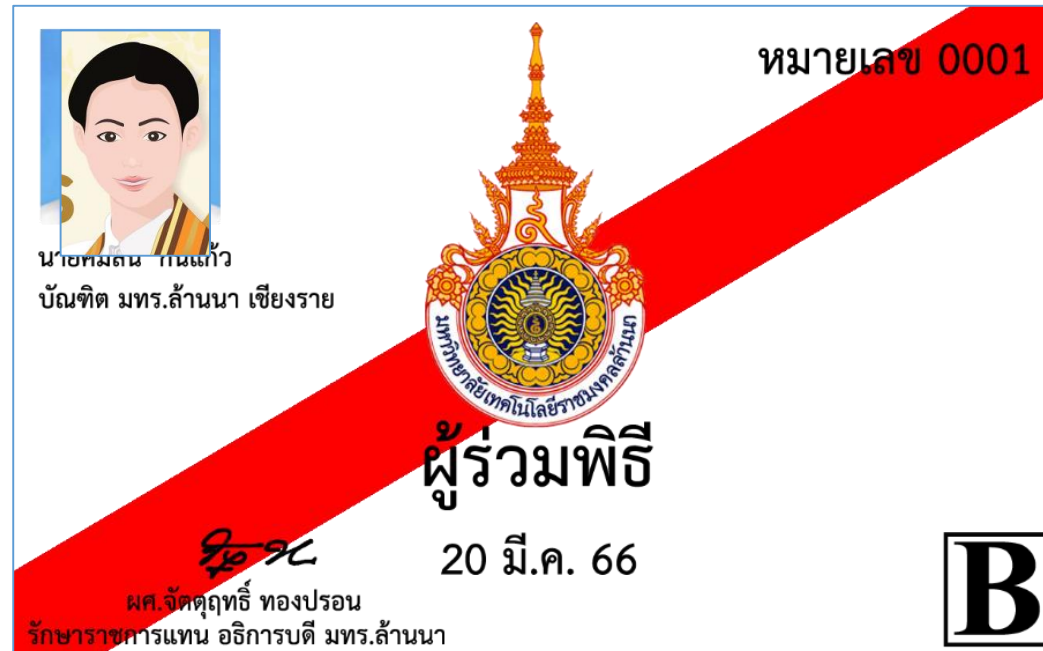 หมายเลข 0001
กันแก้ว
บัณฑิต มทร.ล้านนา เชียงราย
มหาวิทยาลัยเทคโนโลยีราชมงคลล้านนา
ผู้ร่วมพิธี
20 มี.ค. 66
ผศ.จัตตุฤทธิ์ ทองปรอน
รักษาราชการแทน อธิการบดี มทร.ล้านนา
B